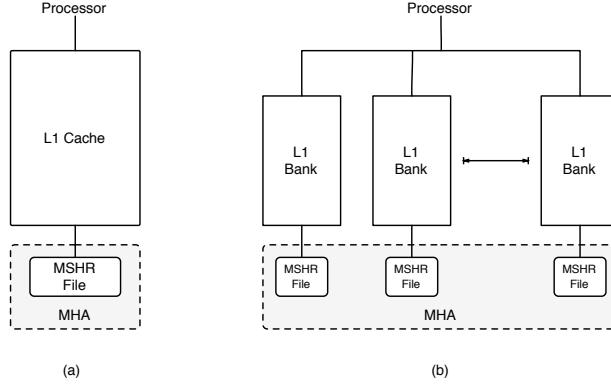 Processor
L1 Cache
MSHR
File
MHA
(a)
Processor
L1
Bank
L1
Bank
L1
Bank
MSHR
File
MSHR
File
MSHR
File
MHA
(b)